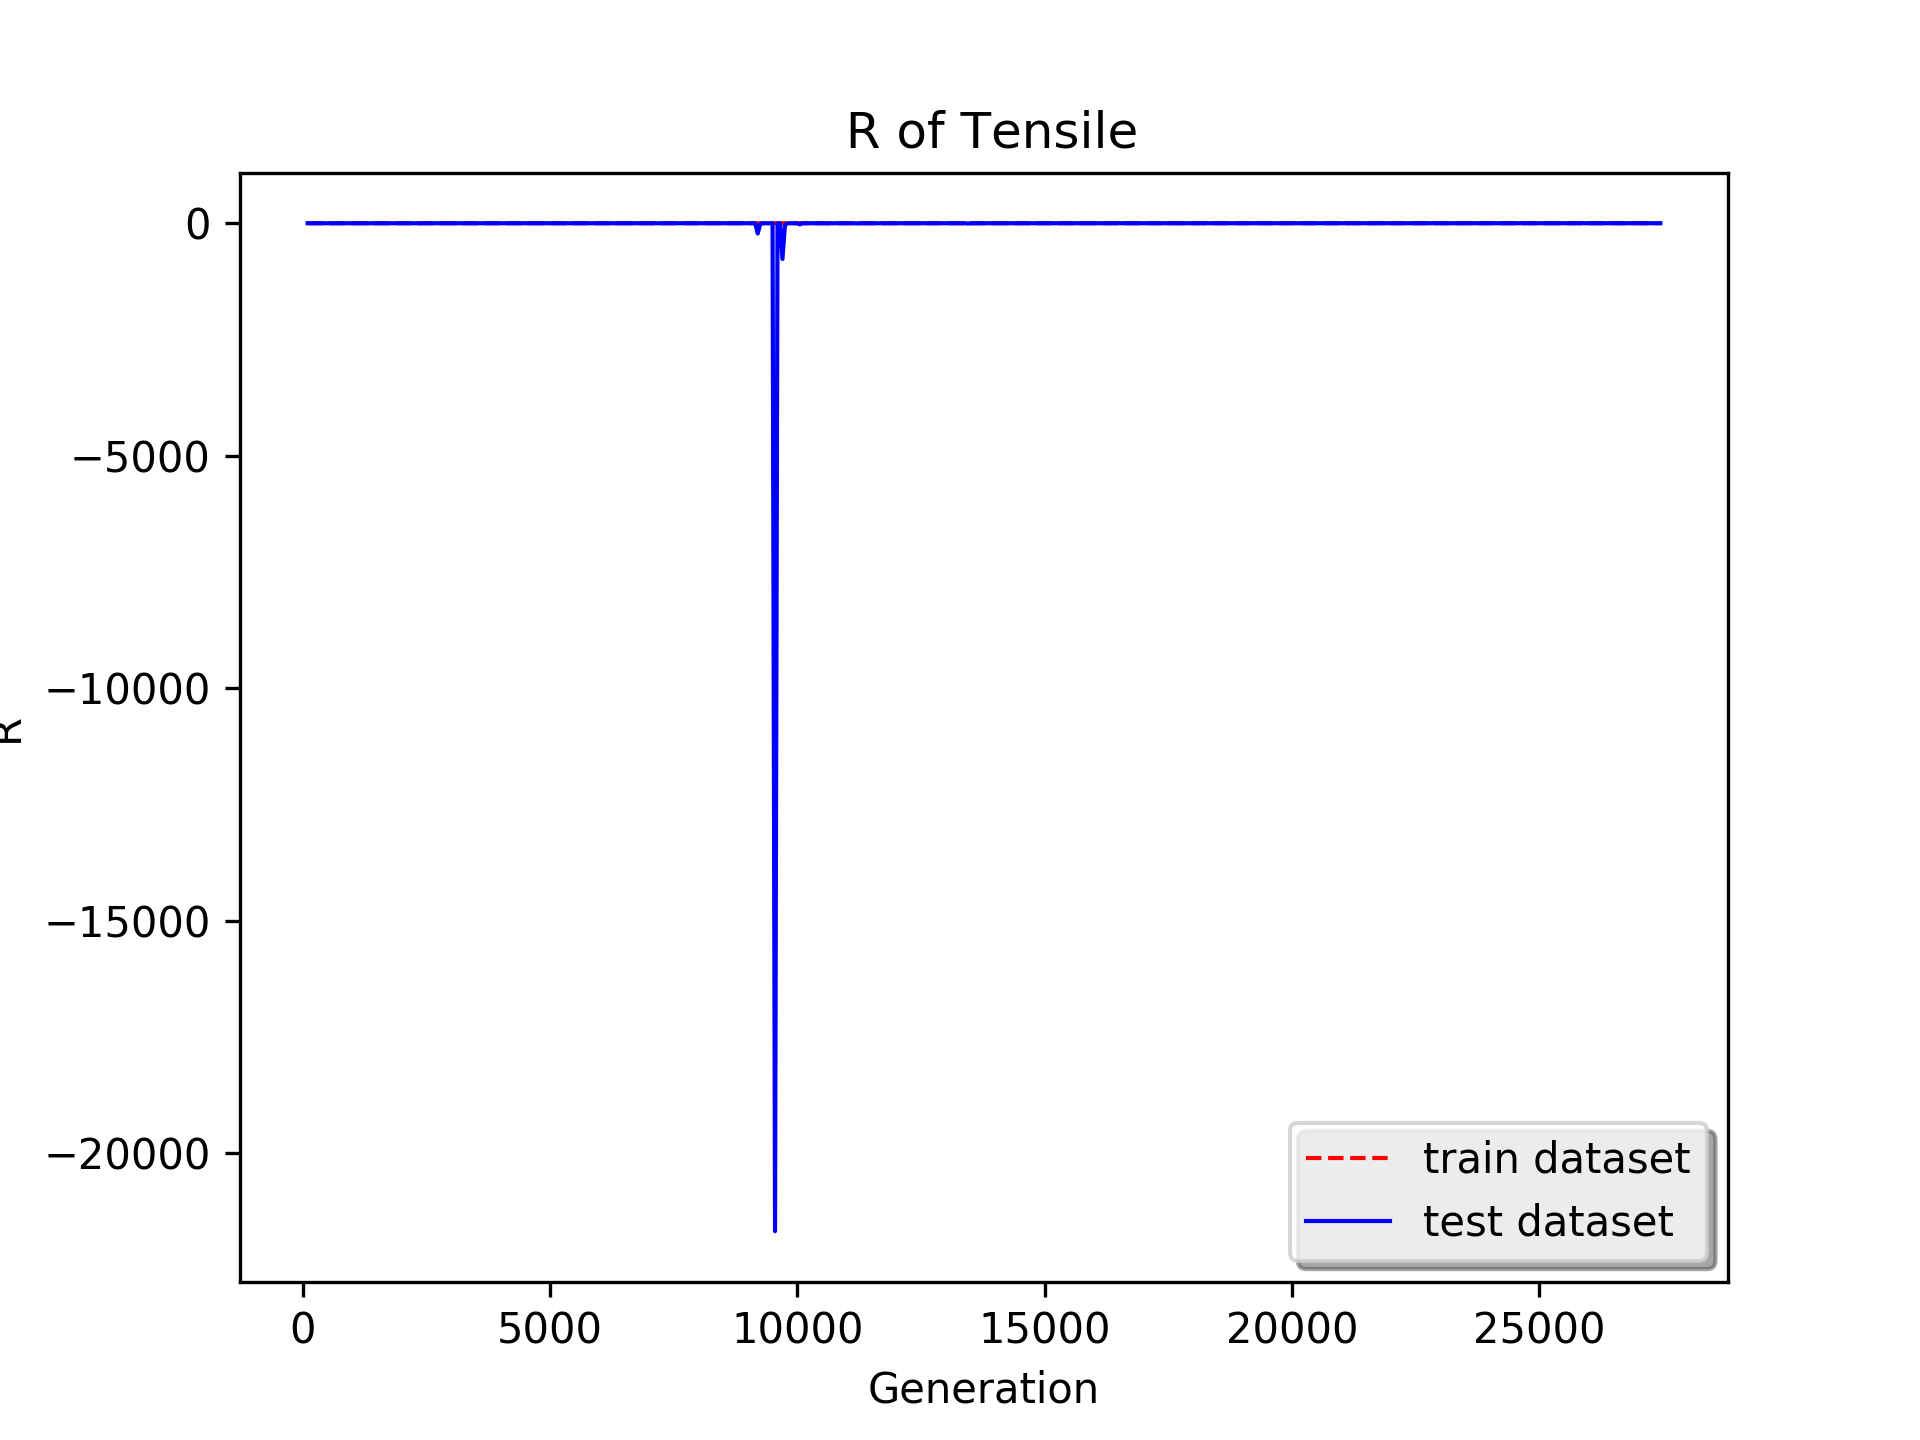 R of Tensile
0
−5000
−10000
−15000
−20000
R
train dataset
test dataset
0 5000 10000 15000 20000 25000
Generation